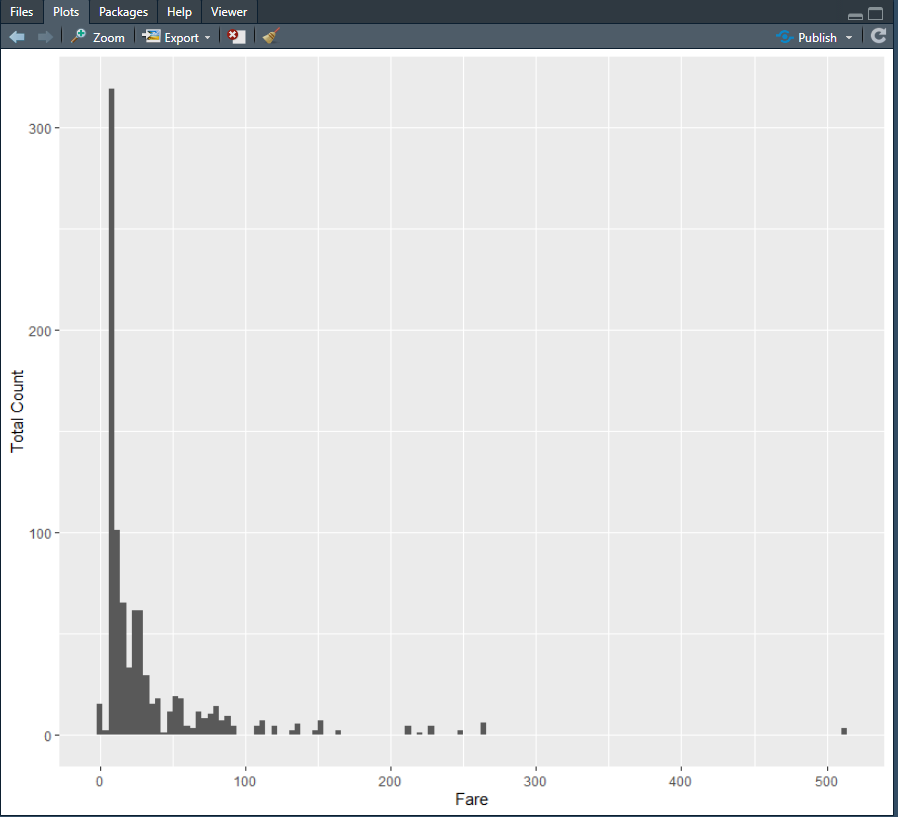 Files Plots Packages Help Viewer
Zoom Export Publish
300
200
100
0
Total Count
0 100 200 300 400 500
Fare